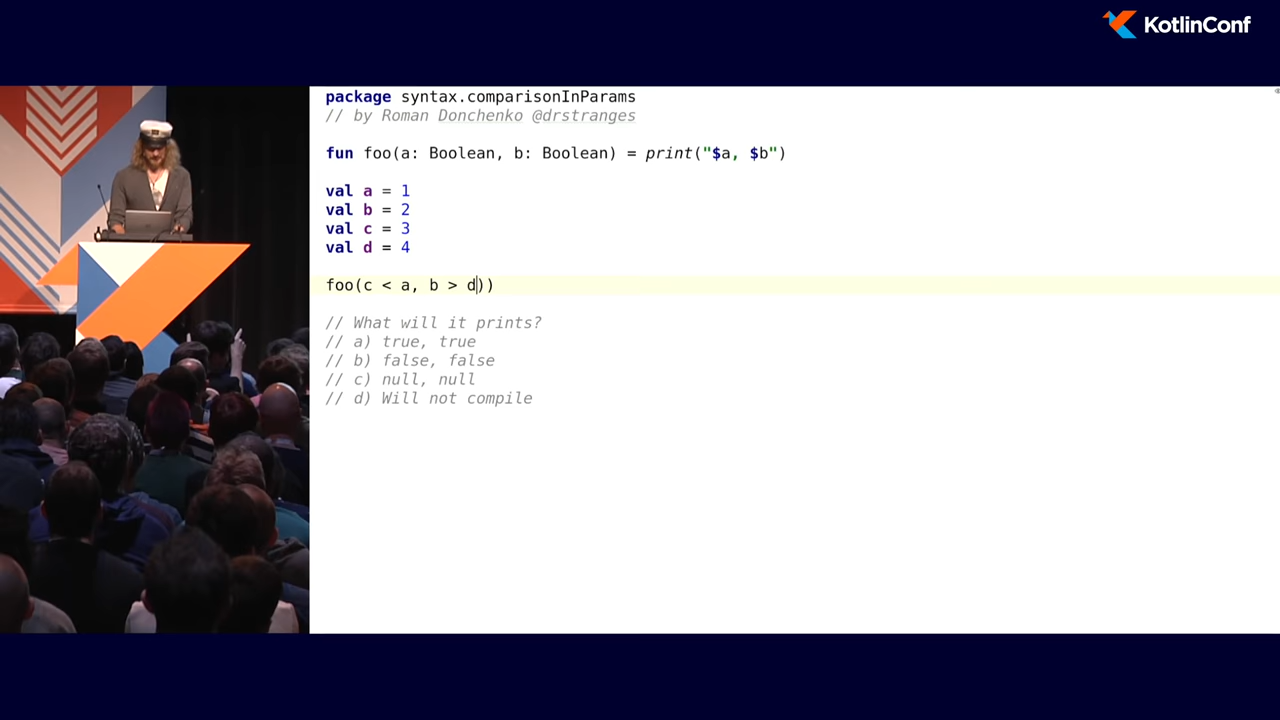 KotlinConf
package syntax.comparisonInParams
// by Roman Donchenko @drstranges
fun foo(a: Boolean, b: Boolean) = print("$a, $b")
val a = 1
val b = 2
val c = 3
val d = 4
foo(c < a, b > d))
// What will it prints?
// a) true, true
// b) false, false
// c) null, null
// d) Will not compile